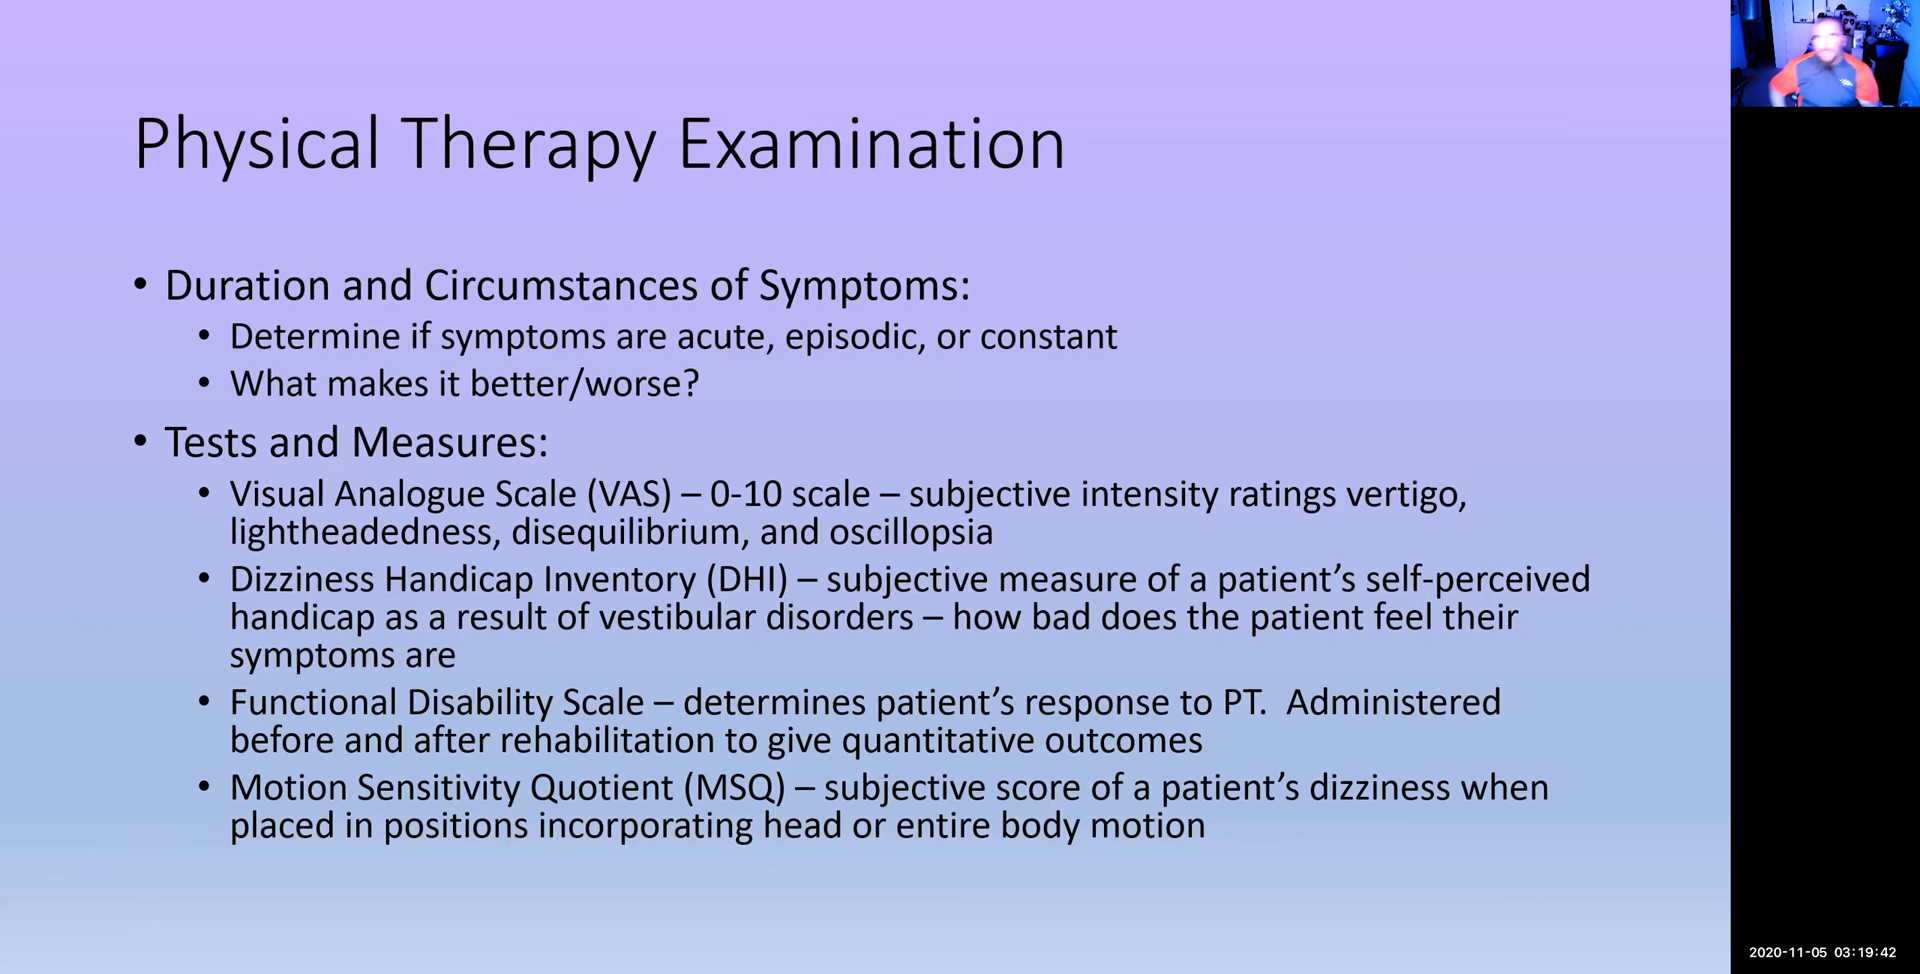 Physical Therapy Examination
• Duration and Circumstances of Symptoms:
• Determine if symptoms are acute, episodic, or constant
• What makes it better/worse?
• Tests and Measures:
• Visual Analogue Scale (VAS) – 0-10 scale – subjective intensity ratings vertigo,
lightheadedness, disequilibrium, and oscillopsia
• Dizziness Handicap Inventory (DHI) – subjective measure of a patient’s self-perceived
handicap as a result of vestibular disorders – how bad does the patient feel their
symptoms are
• Functional Disability Scale – determines patient’s response to PT.  Administered
before and after rehabilitation to give quantitative outcomes
• Motion Sensitivity Quotient (MSQ) – subjective score of a patient’s dizziness when
placed in positions incorporating head or entire body motion
2020-11-05 03:19:42